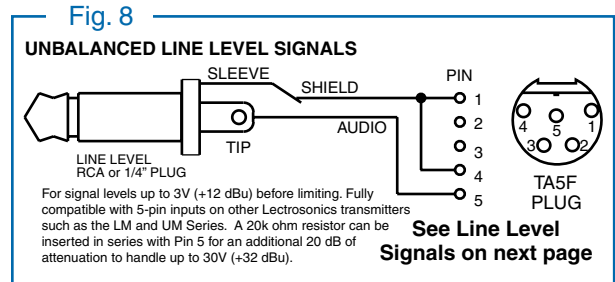 Fig. 8
UNBALANCED LINE LEVEL SIGNALS
SLEEVE
SHIELD
PIN
1
2
3
4
5
AUDIO
TIP
LINE LEVEL
RCA or 1/4" PLUG
4
5
1
3
2
TA5F
PLUG
For signal levels up to 3V (+12 dBu) before limiting. Fully
compatible with 5-pin inputs on other Lectrosonics transmitters
such as the LM and UM Series. A 20k ohm resistor can be
inserted in series with Pin 5 for an additional 20 dB of
attenuation to handle up to 30V (+32 dBu).
See Line Level
Signals on next page